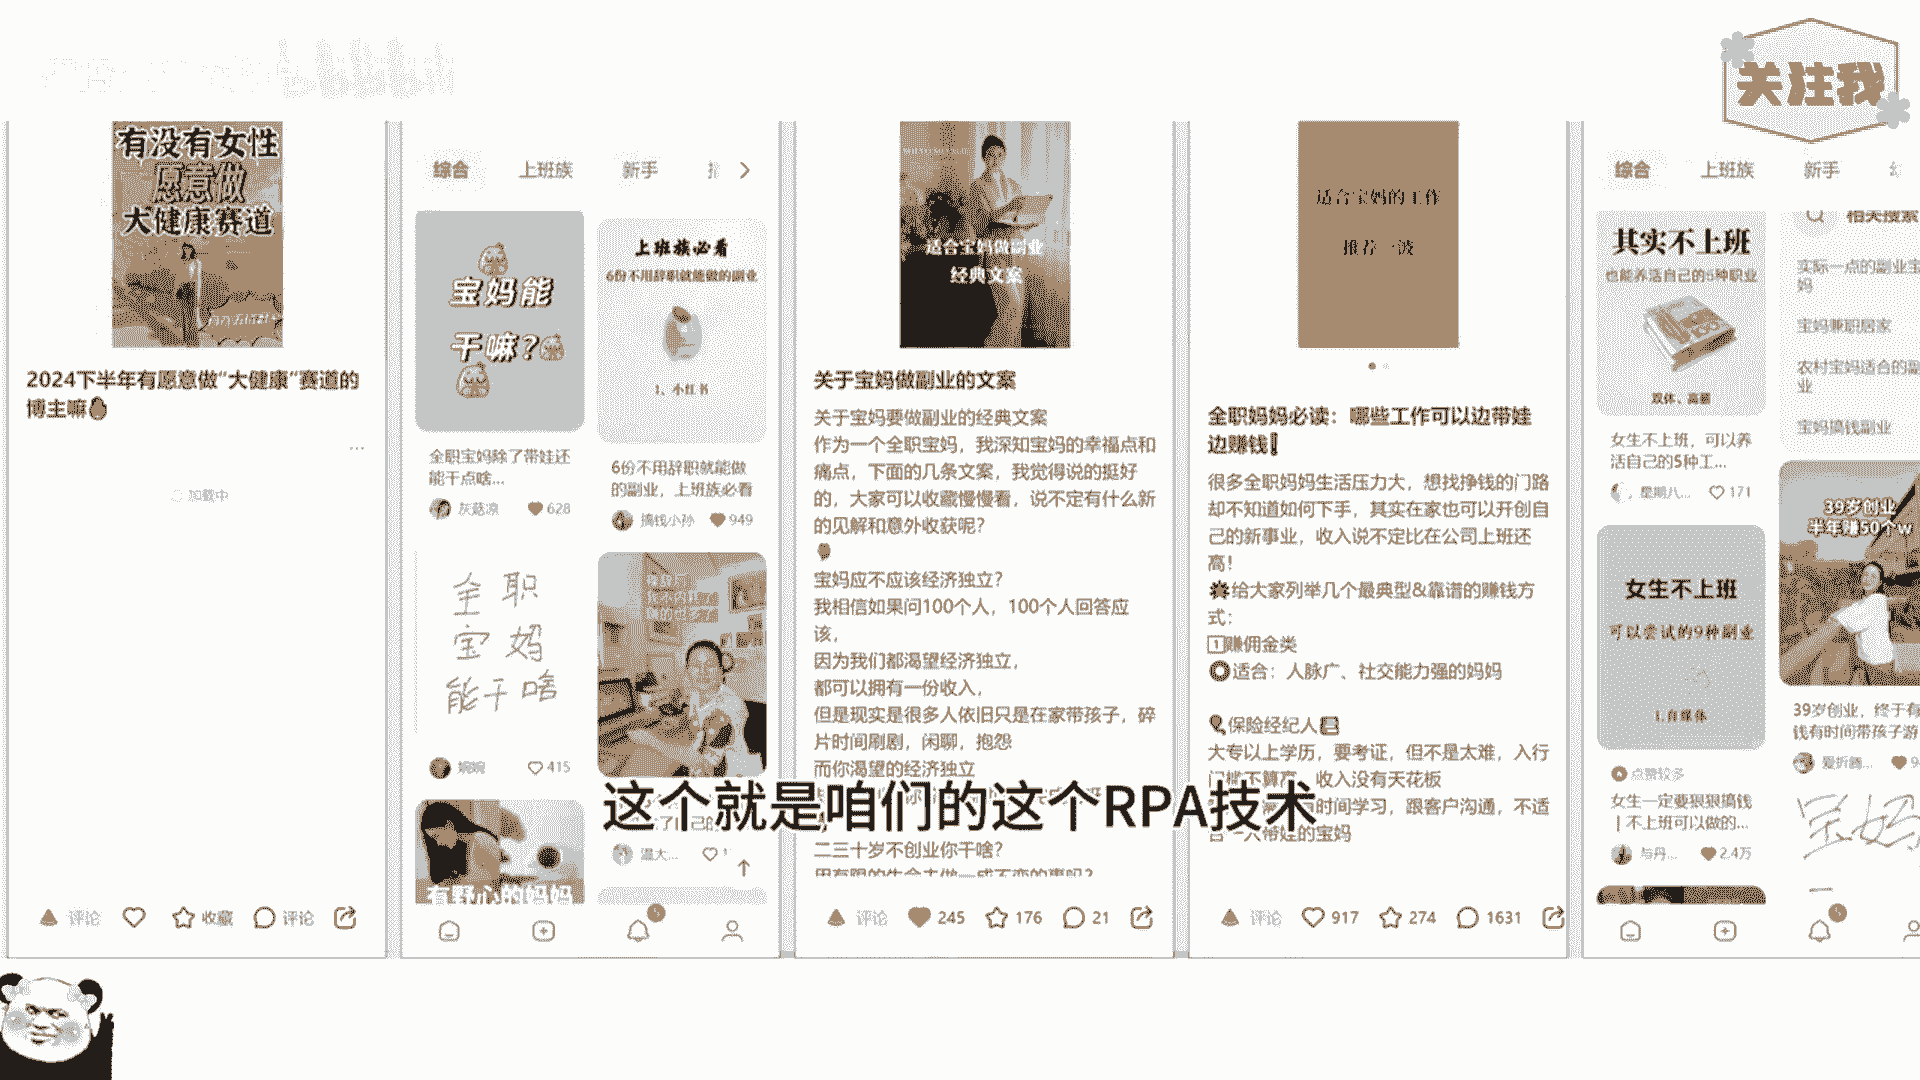 关注我
有没有女性
愿意做
大健康赛道
2024下半年有愿意做"大健康"赛道的
博主嘛
加载中
评论
收藏
评论
综合
上班族
新手
宝妈能
干嘛?
全职宝妈除了带娃还
能干点啥...
灰菇凉
628
全职
宝妈
能干啥
婉婉
415
有野心的妈妈
上班族必看
6份不用辞职就能做的副业
1、小红书
6份不用辞职就能做
的副业，上班族必看
搞钱小孙
949
温大...
适合宝妈做副业
经典文案
关于宝妈做副业的文案
关于宝妈要做副业的经典文案
作为一个全职宝妈，我深知宝妈的幸福点和
痛点，下面的几条文案，我觉得说的挺好
的，大家可以收藏慢慢看，说不定有什么新
的见解和意外收获呢？
宝妈应不应该经济独立？
我相信如果问100个人，100个人回答应
该，
因为我们都渴望经济独立，
都可以拥有一份收入，
但是现实是很多人依旧只是在家带孩子，碎
片时间刷剧，闲聊，抱怨
而你渴望的经济独立
二三十岁不创业你干啥？
用有限的生命去做一成不变的事吗？
评论
245
176
21
适合宝妈的工作
推荐一波
全职妈妈必读：哪些工作可以边带娃
边赚钱
很多全职妈妈生活压力大，想找挣钱的门路
却不知道如何下手，其实在家也可以开创自
己的新事业，收入说不定比在公司上班还
高！
给大家列举几个最典型&靠谱的赚钱方
式：
1赚佣金类
适合：人脉广、社交能力强的妈妈
保险经纪人
大专以上学历，要考证，但不是太难，入行
门槛不算高，收入没有天花板
时间学习，跟客户沟通，不适
合一人带娃的宝妈
评论
917
274
1631
综合
上班族
新手
其实不上班
也能养活自己的5种职业
双休、高薪
女生不上班，可以养
活自己的5种工...
星期八...
171
女生不上班
可以尝试的9种副业
1.自媒体
点赞较多
女生一定要狠狠搞钱
|不上班可以做的...
与丹...
2.4万
相关搜索
实际一点的副业宝
妈
宝妈兼职居家
农村宝妈适合的副
业
宝妈搞钱副业
39岁创业
半年赚50个w
39岁创业，终于有
钱有时间带孩子游
爱折腾...
宝妈
这个就是咱们的这个RPA技术